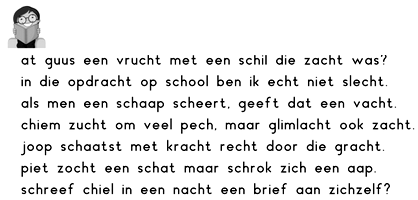 at guus een vrucht met een schil die zacht was?
in die opdracht op school ben ik echt niet slecht.
als men een schaap scheert, geeft dat een vacht.
chiem zucht om veel pech, maar glimlacht ook zacht.
joop schaatst met kracht recht door die gracht.
piet zocht een schat maar schrok zich een aap.
schreef chiel in een nacht een brief aan zichzelf?